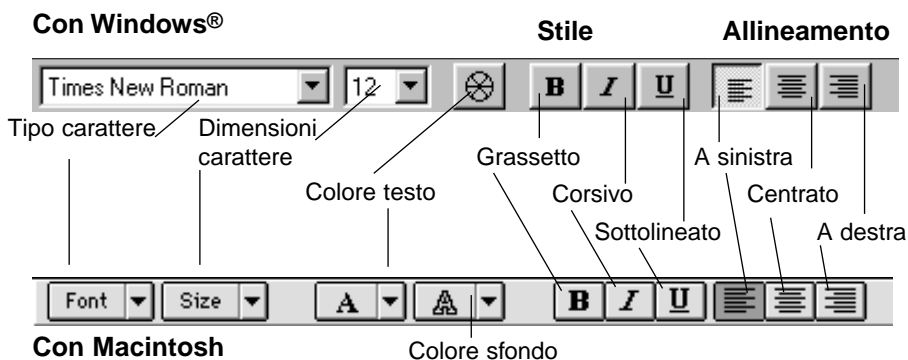 Con Windows®
Stile
Allineamento
Times New Roman
12
B
I
U
Tipo carattere
Dimensioni
carattere
Colore testo
Grassetto
Corsivo
Sottolineato
A sinistra
Centrato
A destra
Font
Size
A
A
B
I
U
Con Macintosh
Colore sfondo